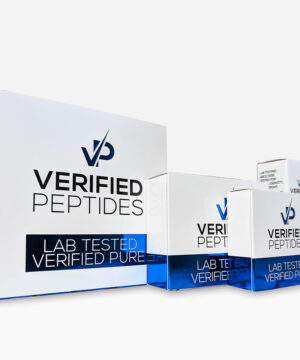 VP
VERIFIED
PEPTIDES
LAB TESTED
VERIFIED PURE
VP
VERIFIED
PEPTIDES
LAB TESTED
VERIFIED
VP
VERIFIED
PEPTIDES
LAB TESTED
VERIFIED